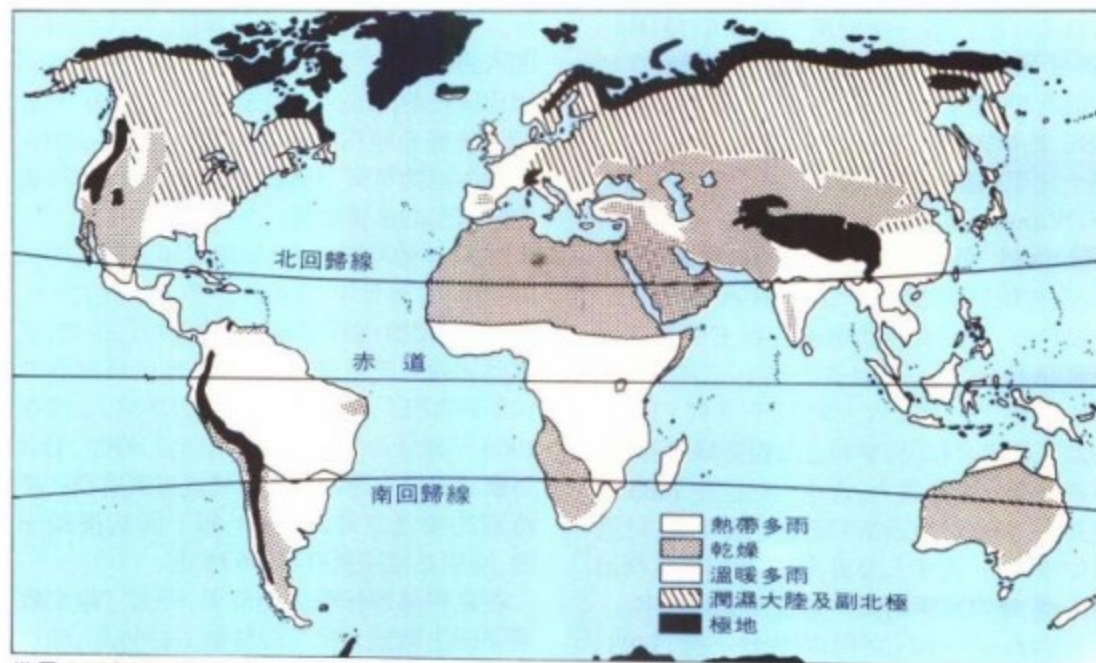 北回歸線
赤道
南回歸線
熱帶多雨
乾燥
溫暖多雨
潤濕大陸及副北極
極地